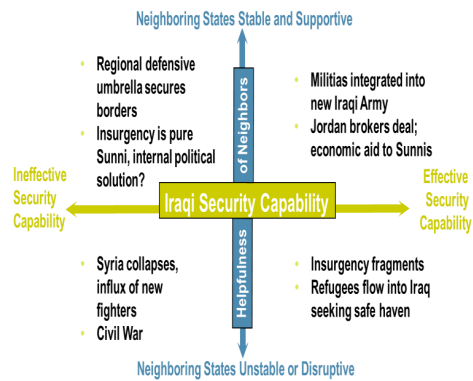 Neighboring States Stable and Supportive
• Regional defensive
umbrella secures
borders
• Insurgency is pure
Sunni, internal political
solution?
• Militias integrated into
new Iraqi Army
• Jordan brokers deal;
economic aid to Sunnis
of Neighbors
Ineffective
Security
Capability
Iraqi Security Capability
Effective
Security
Capability
Helpfulness
• Syria collapses,
influx of new
fighters
• Civil War
• Insurgency fragments
• Refugees flow into Iraq
seeking safe haven
Neighboring States Unstable or Disruptive